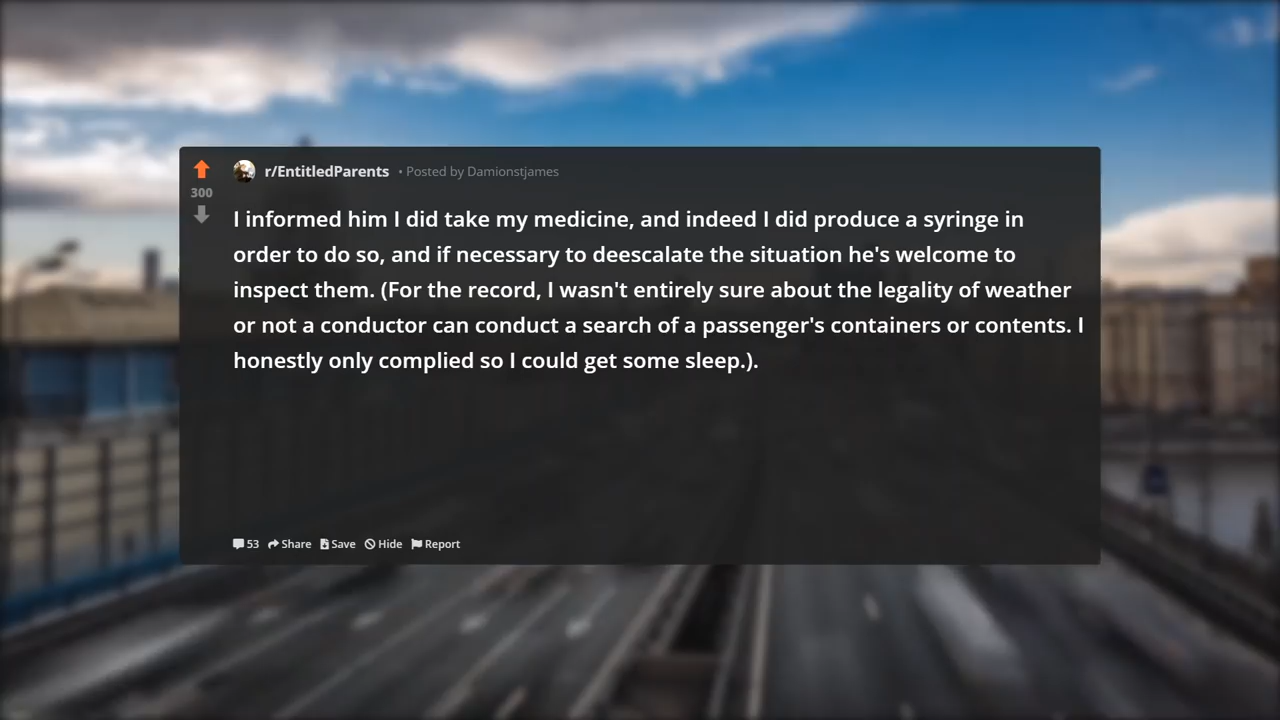 r/EntitledParents • Posted by Damionstjames
300
I informed him I did take my medicine, and indeed I did produce a syringe in
order to do so, and if necessary to deescalate the situation he's welcome to
inspect them. (For the record, I wasn't entirely sure about the legality of weather
or not a conductor can conduct a search of a passenger's containers or contents. I
honestly only complied so I could get some sleep.).
53 Share Save Hide Report